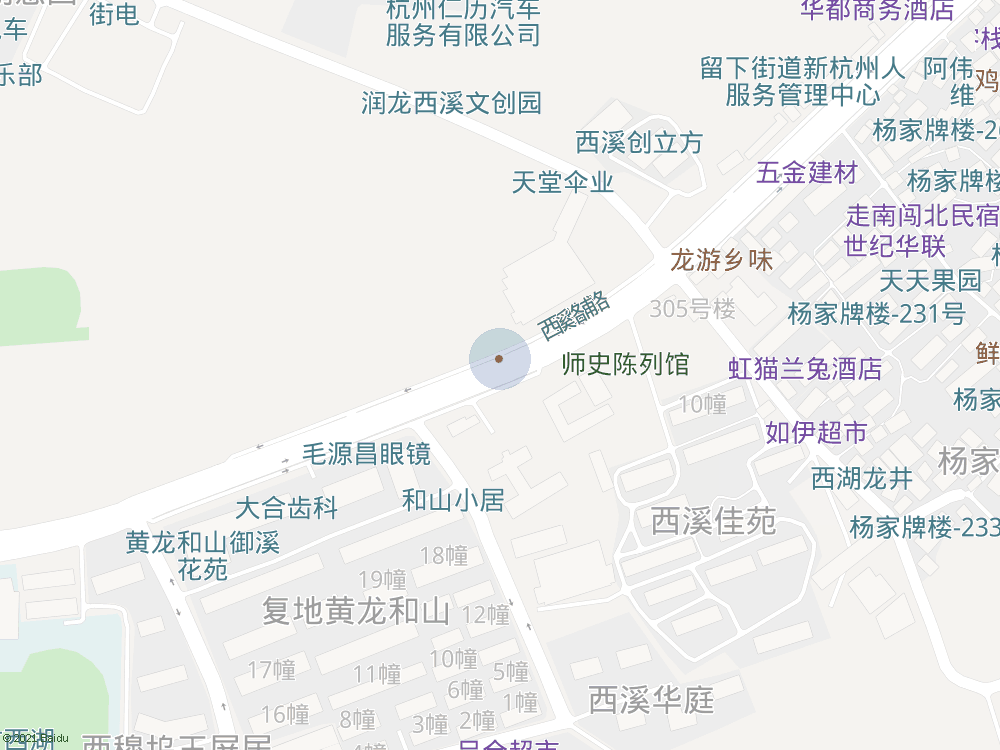 杭州仁历汽车
服务有限公司
华都商务酒店
街电
乐部
润龙西溪文创园
留下街道新杭州人
服务管理中心
阿伟
鸡
维
西溪创立方
杨家牌楼-2
天堂伞业
五金建材
杨家牌楼
走南闯北民宿
世纪华联
龙游乡味
天天果园
305号楼
杨家牌楼-231号
师史陈列馆
虹猫兰兔酒店
鲜
杨家
10幢
如伊超市
毛源昌眼镜
杨家
西湖龙井
大合齿科
和山小居
西溪佳苑
杨家牌楼-233
黄龙和山御溪
花苑
18幢
19幢
复地黄龙和山
12幢
17幢
11幢
10幢
5幢
6幢
1幢
16幢
8幢
3幢
2幢
西溪华庭
西湖
© 2021 Baidu